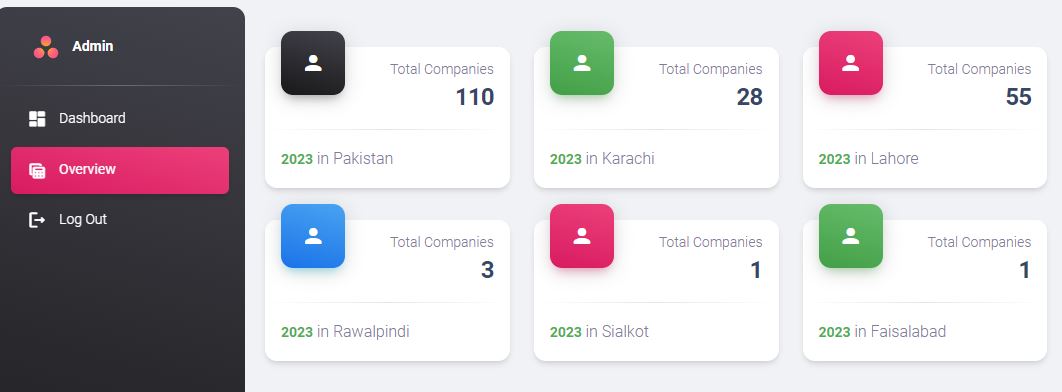 Admin
Dashboard
Overview
Log Out
Total Companies
110
2023 in Pakistan
Total Companies
28
2023 in Karachi
Total Companies
55
2023 in Lahore
Total Companies
3
2023 in Rawalpindi
Total Companies
1
2023 in Sialkot
Total Companies
1
2023 in Faisalabad